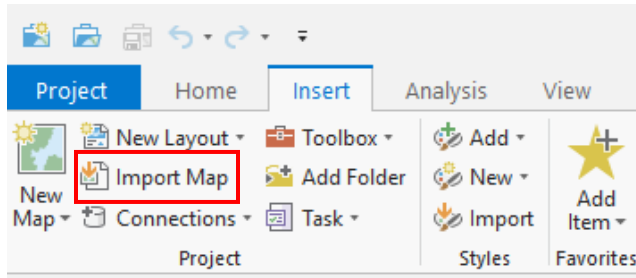 Project Home Insert Analysis View
New Layout Toolbox Add
Import Map Add Folder New
New Map Connections Task Import Add Item
Project Styles Favorites